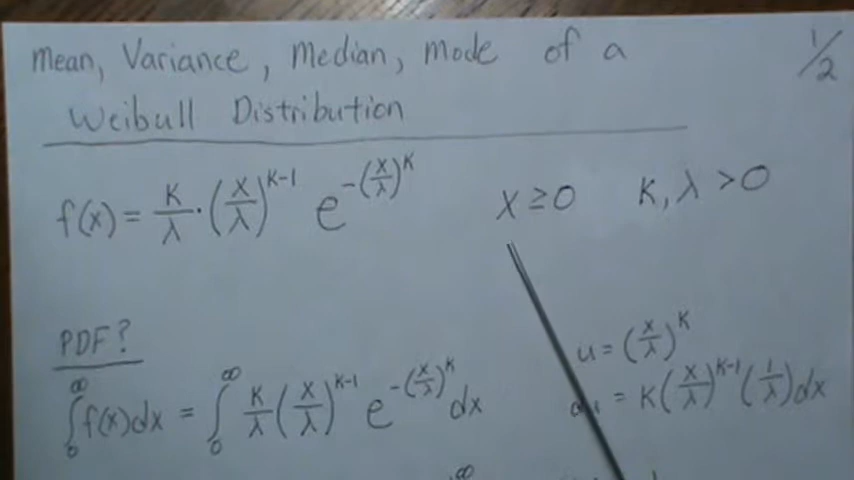 Mean, Variance, Median, Mode of a
1/2
Weibull Distribution
f(x) = K/λ · (x/λ)^(K-1) e^(-(x/λ)^K) x ≥ 0 K, λ > 0
PDF?
u = (x/λ)^K
∫₀^∞ f(x)dx = ∫₀^∞ K/λ (x/λ)^(K-1) e^(-(x/λ)^K) dx
= K(x/λ)^(K-1) (1/λ)dx
∞